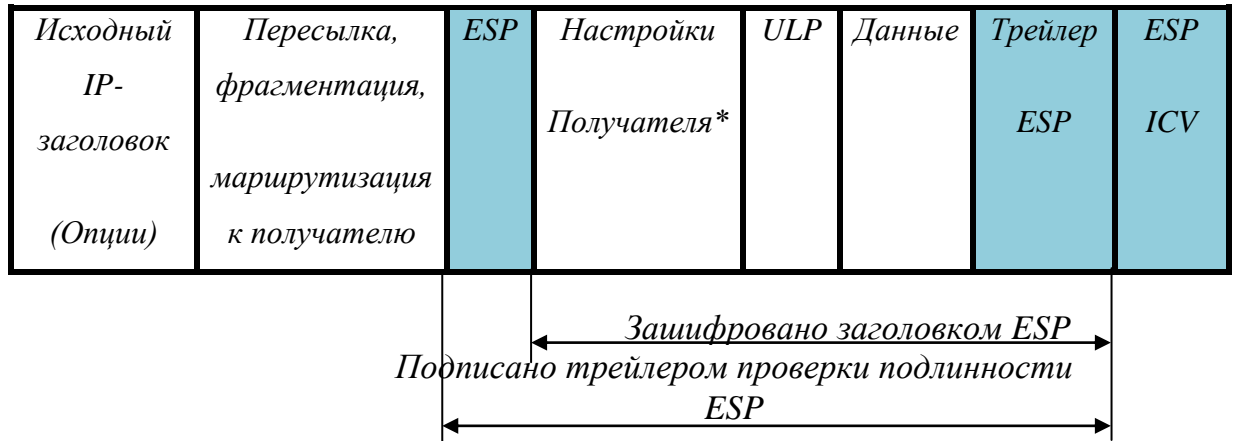 Исходный
IP-
заголовок
(Опции)
Пересылка,
фрагментация,
маршрутизация
к получателю
ESP
Настройки
Получателя*
ULP
Данные
Трейлер
ESP
ESP
ICV
Зашифровано заголовком ESP
Подписано трейлером проверки подлинности
ESP